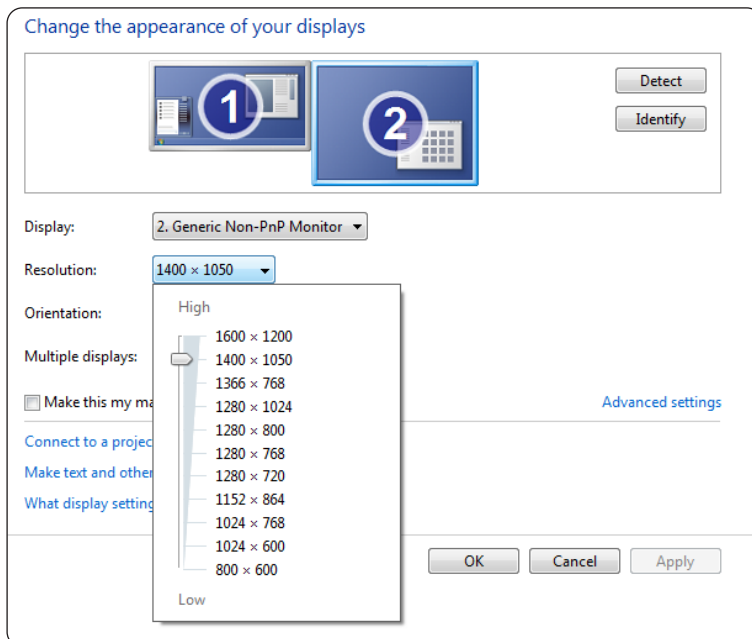 Change the appearance of your displays
1
2
Detect
Identify
Display: 2. Generic Non-PnP Monitor
Resolution: 1400 × 1050
Orientation:
High
1600 × 1200
Multiple displays: 1400 × 1050
1366 × 768
Make this my ma 1280 × 1024 Advanced settings
1280 × 800
Connect to a projec 1280 × 768
Make text and other 1280 × 720
What display setting 1152 × 864
1024 × 768
1024 × 600
800 × 600
Low
OK Cancel Apply